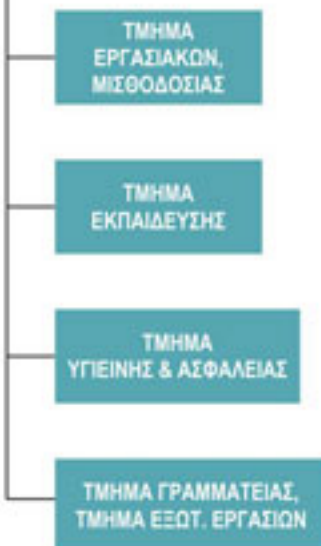 ΤΜΗΜΑ
ΕΡΓΑΣΙΑΚΩΝ,
ΜΙΣΘΟΔΟΣΙΑΣ
ΤΜΗΜΑ
ΕΚΠΑΙΔΕΥΣΗΣ
ΤΜΗΜΑ
ΥΓΙΕΙΝΗΣ & ΑΣΦΑΛΕΙΑΣ
ΤΜΗΜΑ ΓΡΑΜΜΑΤΕΙΑΣ,
ΤΜΗΜΑ ΕΞΩΤ. ΕΡΓΑΣΙΩΝ